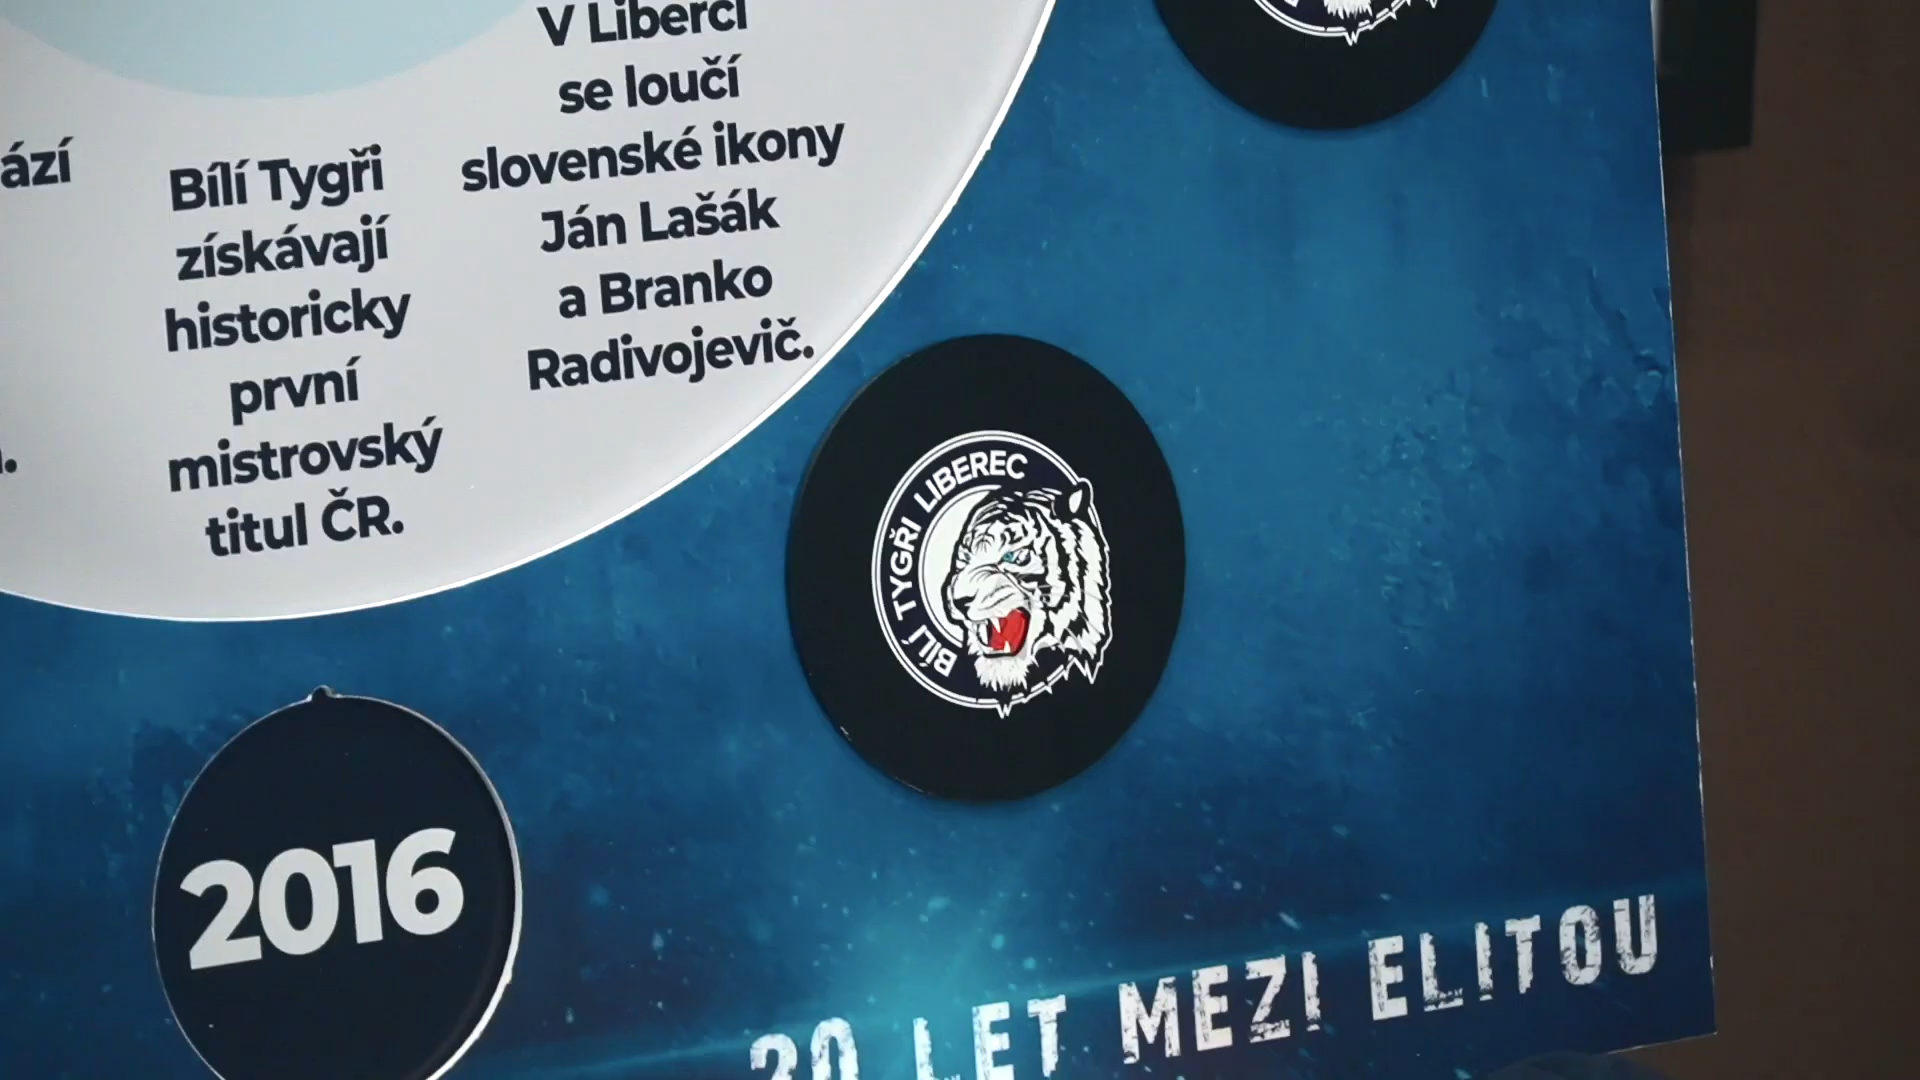 ází
Bílí Tygři
získávají
historicky
první
mistrovský
titul ČR.
V Liberci
se loučí
slovenské ikony
Ján Lašák
a Branko
Radivojevič.
BÍLÍ TYGŘI LIBEREC
2016
20 LET MEZI ELITOU